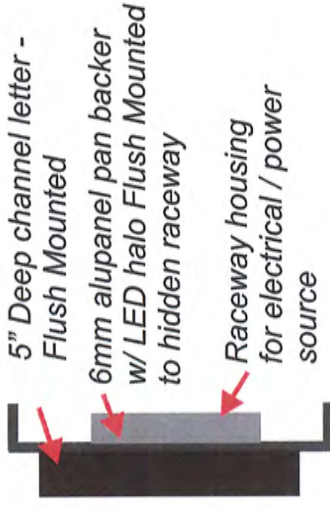 5" Deep channel letter -
Flush Mounted
6mm alupanel pan backer
w/ LED halo Flush Mounted
to hidden raceway
Raceway housing
for electrical / power
source